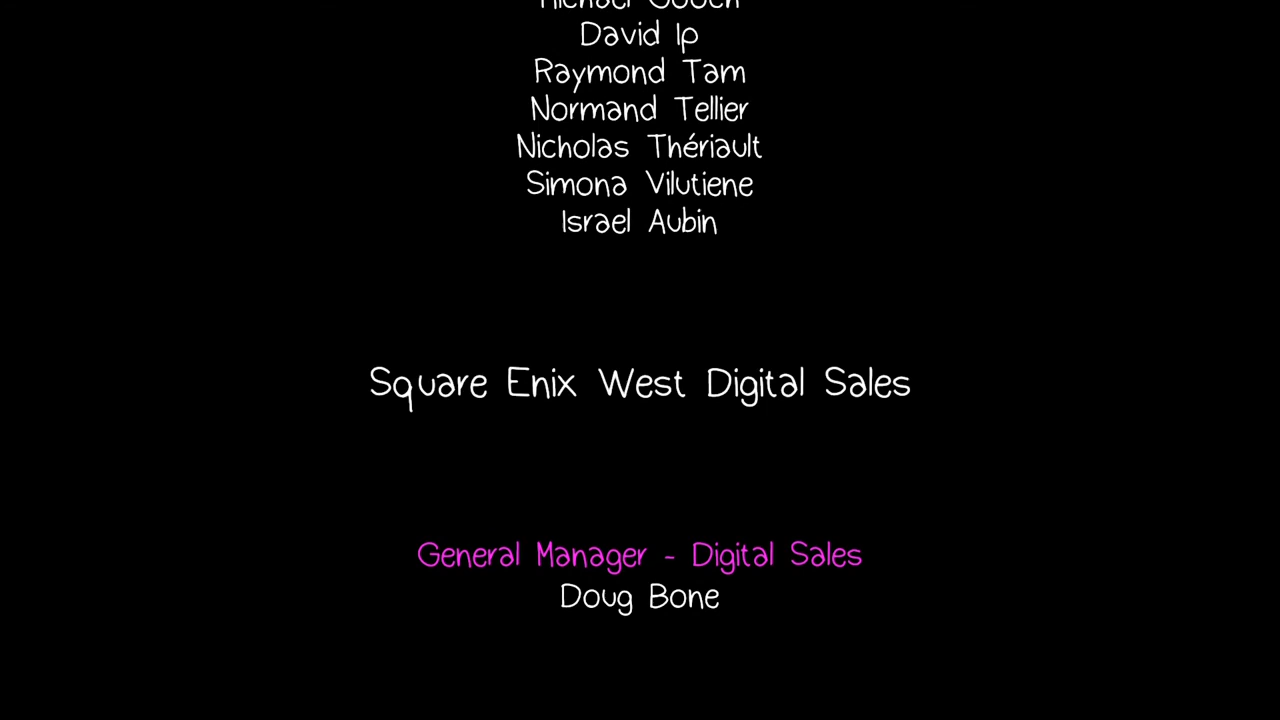 David Ip
Raymond Tam
Normand Tellier
Nicholas Thériault
Simona Vilutiene
Israel Aubin
Square Enix West Digital Sales
General Manager - Digital Sales
Doug Bone